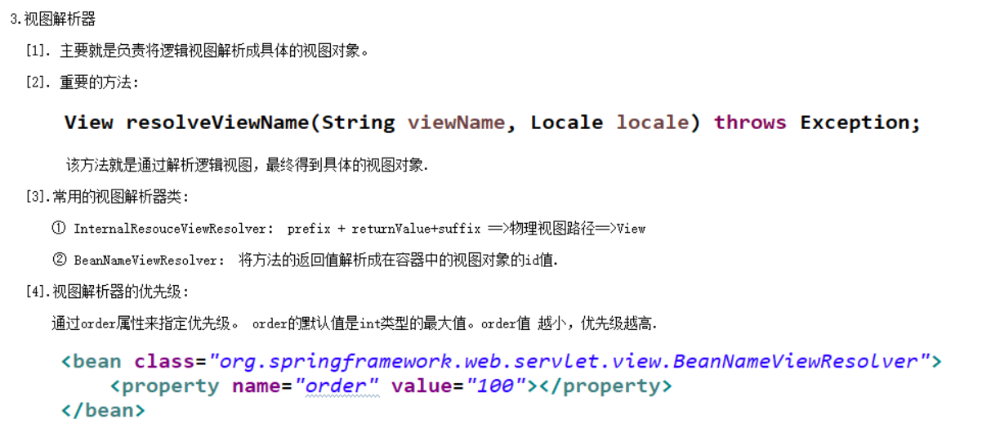 3.视图解析器
[1]. 主要就是负责将逻辑视图解析成具体的视图对象。
[2]. 重要的方法:
View resolveViewName(String viewName, Locale locale) throws Exception;
该方法就是通过解析逻辑视图，最终得到具体的视图对象.
[3].常用的视图解析器类:
① InternalResouceViewResolver: prefix + returnValue+suffix ==>物理视图路径==>View
② BeanNameViewResolver: 将方法的返回值解析成在容器中的视图对象的id值.
[4].视图解析器的优先级:
通过order属性来指定优先级。 order的默认值是int类型的最大值。order值 越小，优先级越高.
<bean class="org.springframework.web.servlet.view.BeanNameViewResolver">
<property name="order" value="100"></property>
</bean>